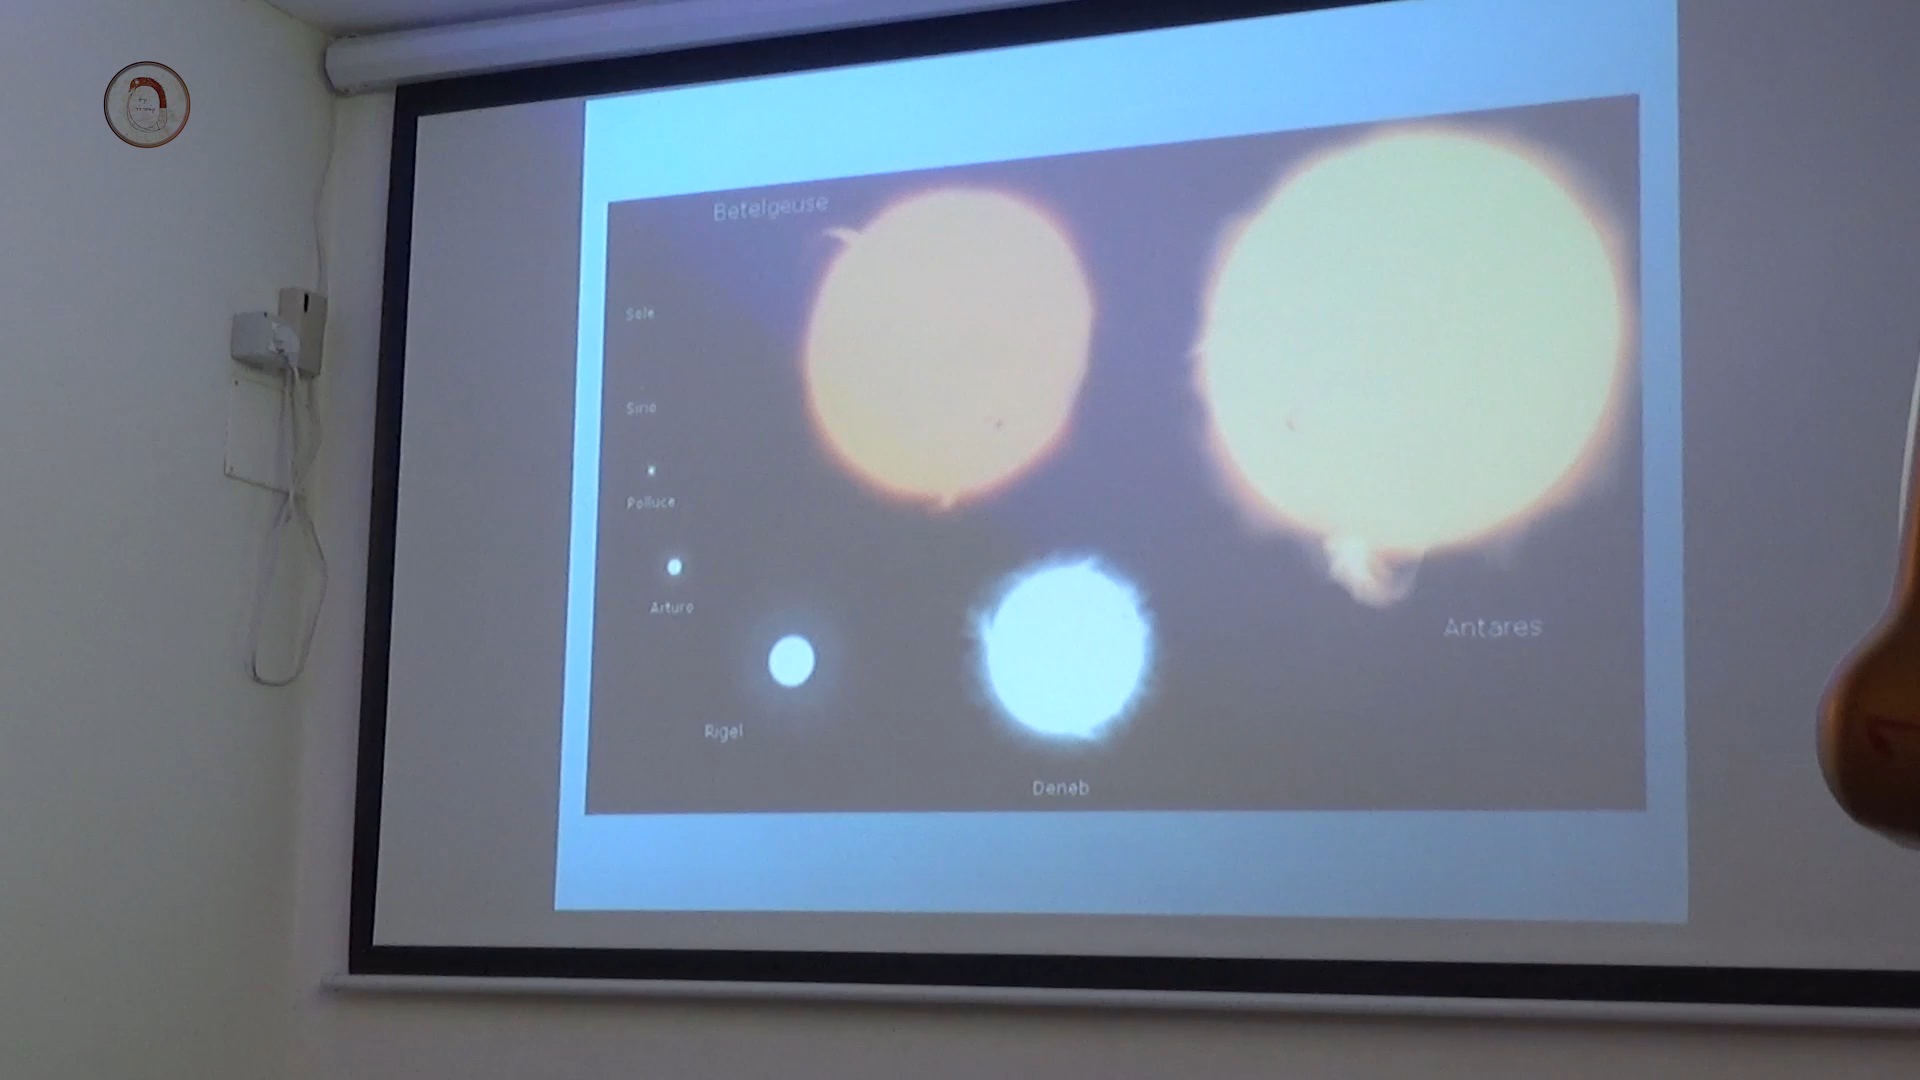 Betelgeuse
Sole
Sirio
Polluce
Arturo
Rigel
Deneb
Antares